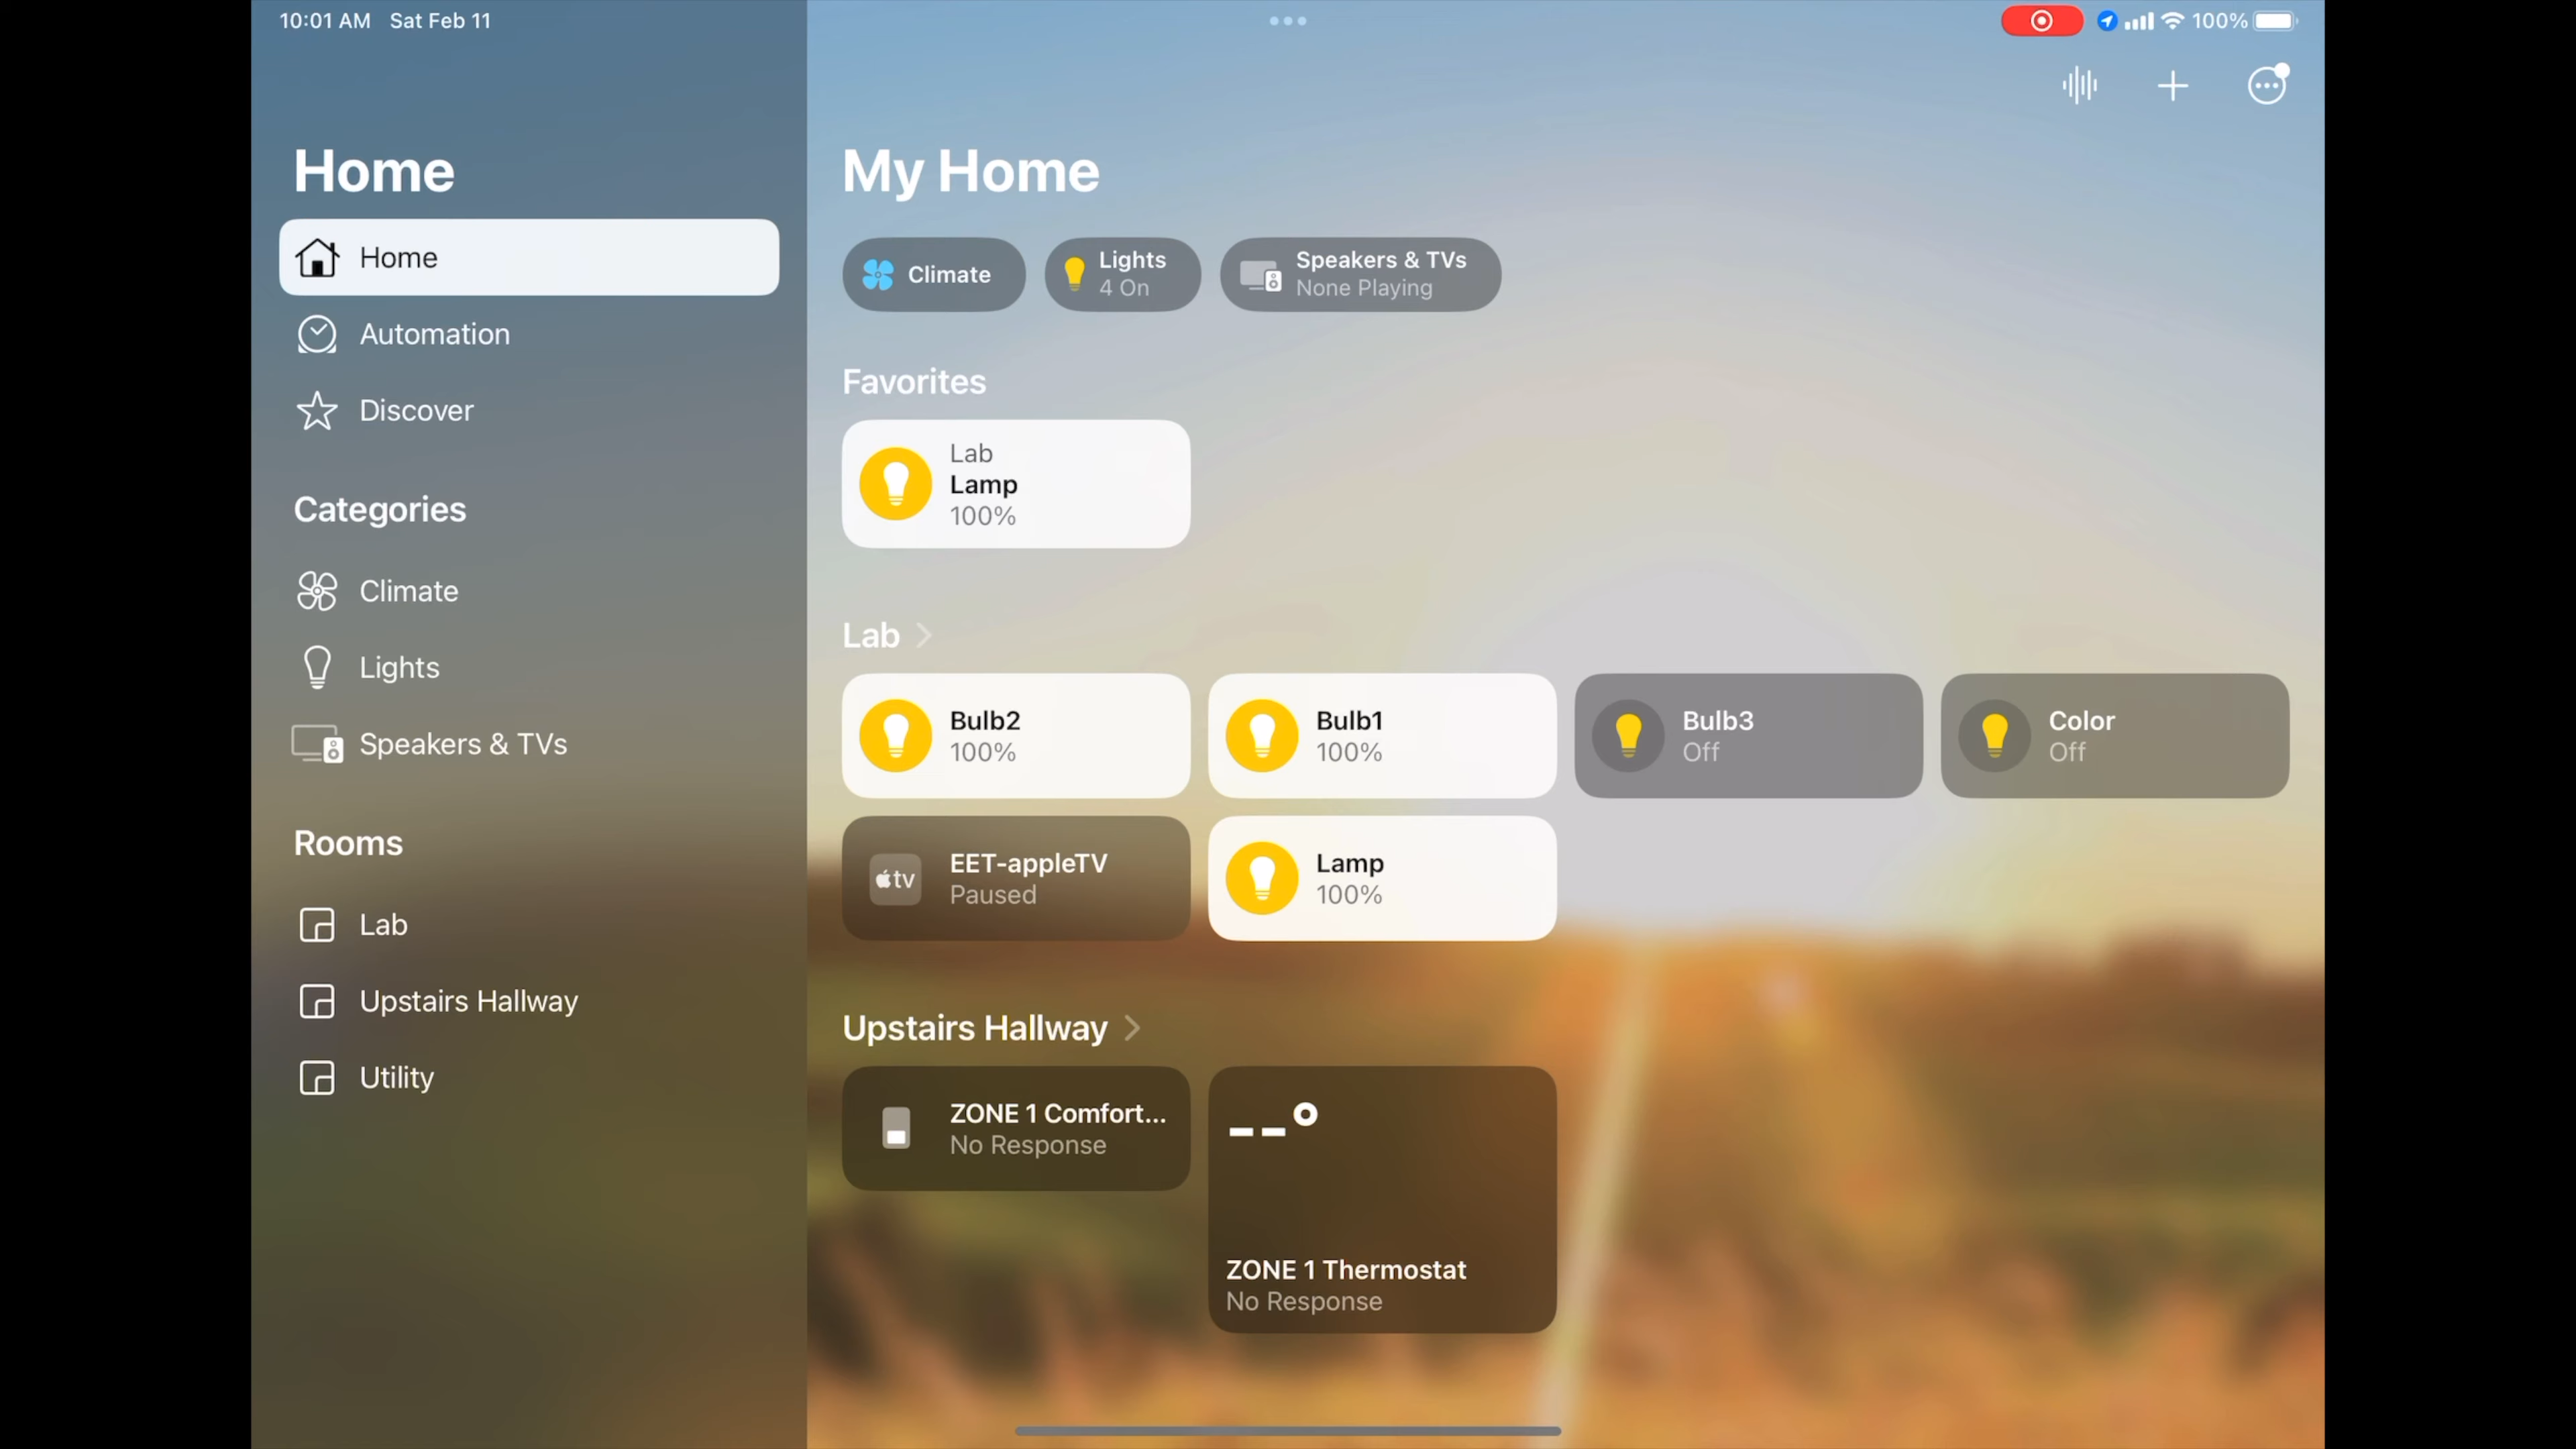 10:01 AM Sat Feb 11
100%
Home
Home
Automation
Discover
Categories
Climate
Lights
Speakers & TVs
Rooms
Lab
Upstairs Hallway
Utility
My Home
Climate
Lights
4 On
Speakers & TVs
None Playing
Favorites
Lab
Lamp
100%
Lab
Bulb2
100%
Bulb1
100%
Bulb3
Off
Color
Off
tv
EET-appleTV
Paused
Lamp
100%
Upstairs Hallway
ZONE 1 Comfort...
No Response
__°
ZONE 1 Thermostat
No Response